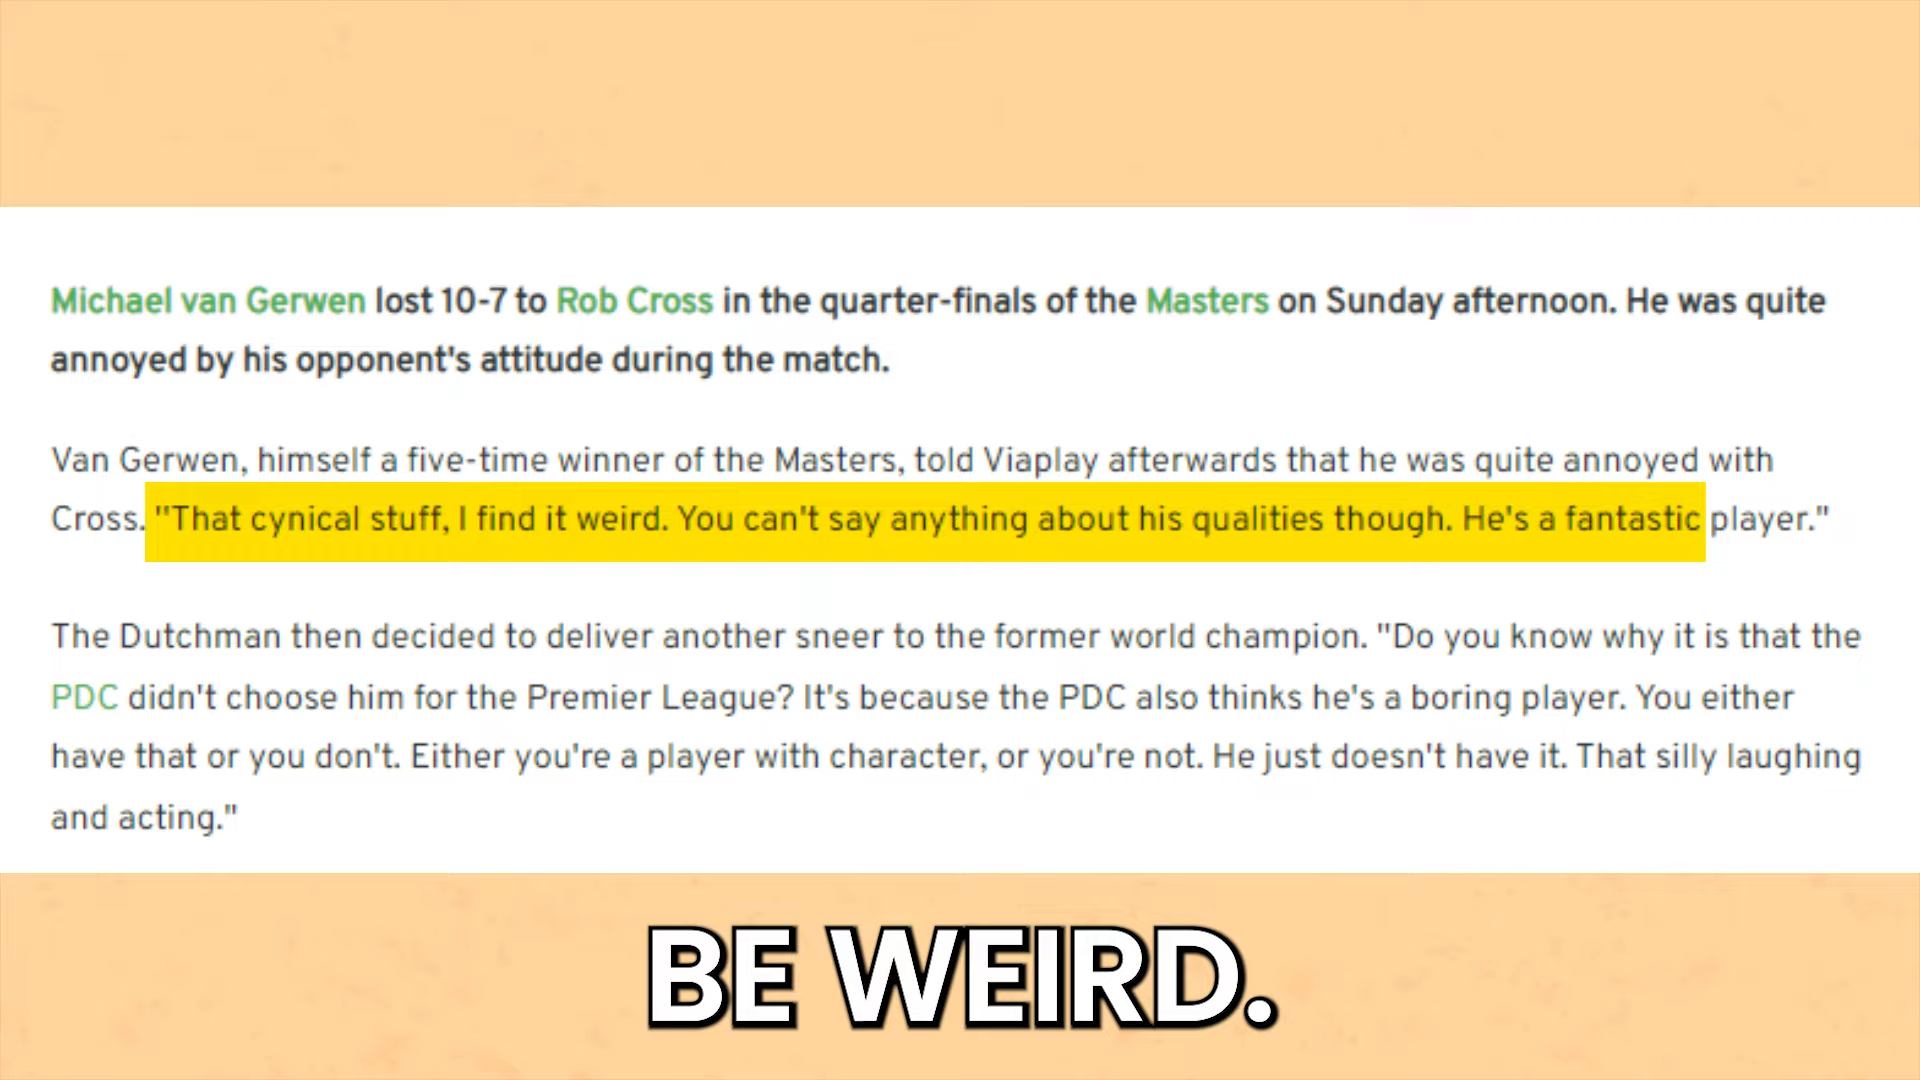 Michael van Gerwen lost 10-7 to Rob Cross in the quarter-finals of the Masters on Sunday afternoon. He was quite
annoyed by his opponent's attitude during the match.
Van Gerwen, himself a five-time winner of the Masters, told Viaplay afterwards that he was quite annoyed with
Cross. "That cynical stuff, I find it weird. You can't say anything about his qualities though. He's a fantastic player."
The Dutchman then decided to deliver another sneer to the former world champion. "Do you know why it is that the
PDC didn't choose him for the Premier League? It's because the PDC also thinks he's a boring player. You either
have that or you don't. Either you're a player with character, or you're not. He just doesn't have it. That silly laughing
and acting."
BE WEIRD.